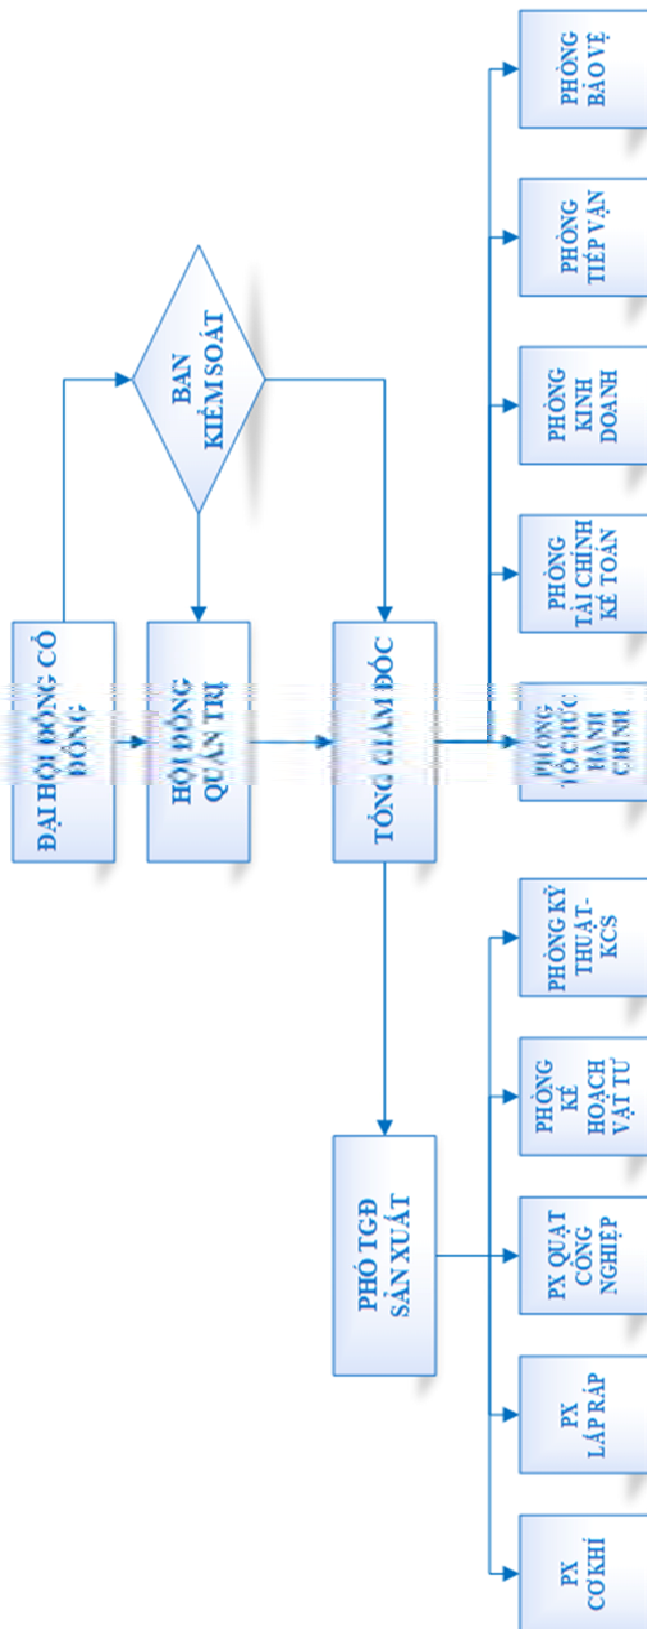 ĐẠI HỘI ĐỒNG CỔ
ĐÔNG
BAN
KIỂM SOÁT
HỘI ĐỒNG
QUẢN TRỊ
TỔNG GIÁM ĐỐC
PHÓ TGĐ
SẢN XUẤT
PX
CƠ KHÍ
PX
LẮP RÁP
PX QUẠT
CÔNG
NGHIỆP
PHÒNG
KẾ
HOẠCH
VẬT TƯ
PHÒNG KỸ
THUẬT-
KCS
PHÒNG
TỔ CHỨC
HÀNH
CHÍNH
PHÒNG
TÀI CHÍNH
KẾ TOÁN
PHÒNG
KINH
DOANH
PHÒNG
TIẾP VẬN
PHÒNG
BẢO VỆ